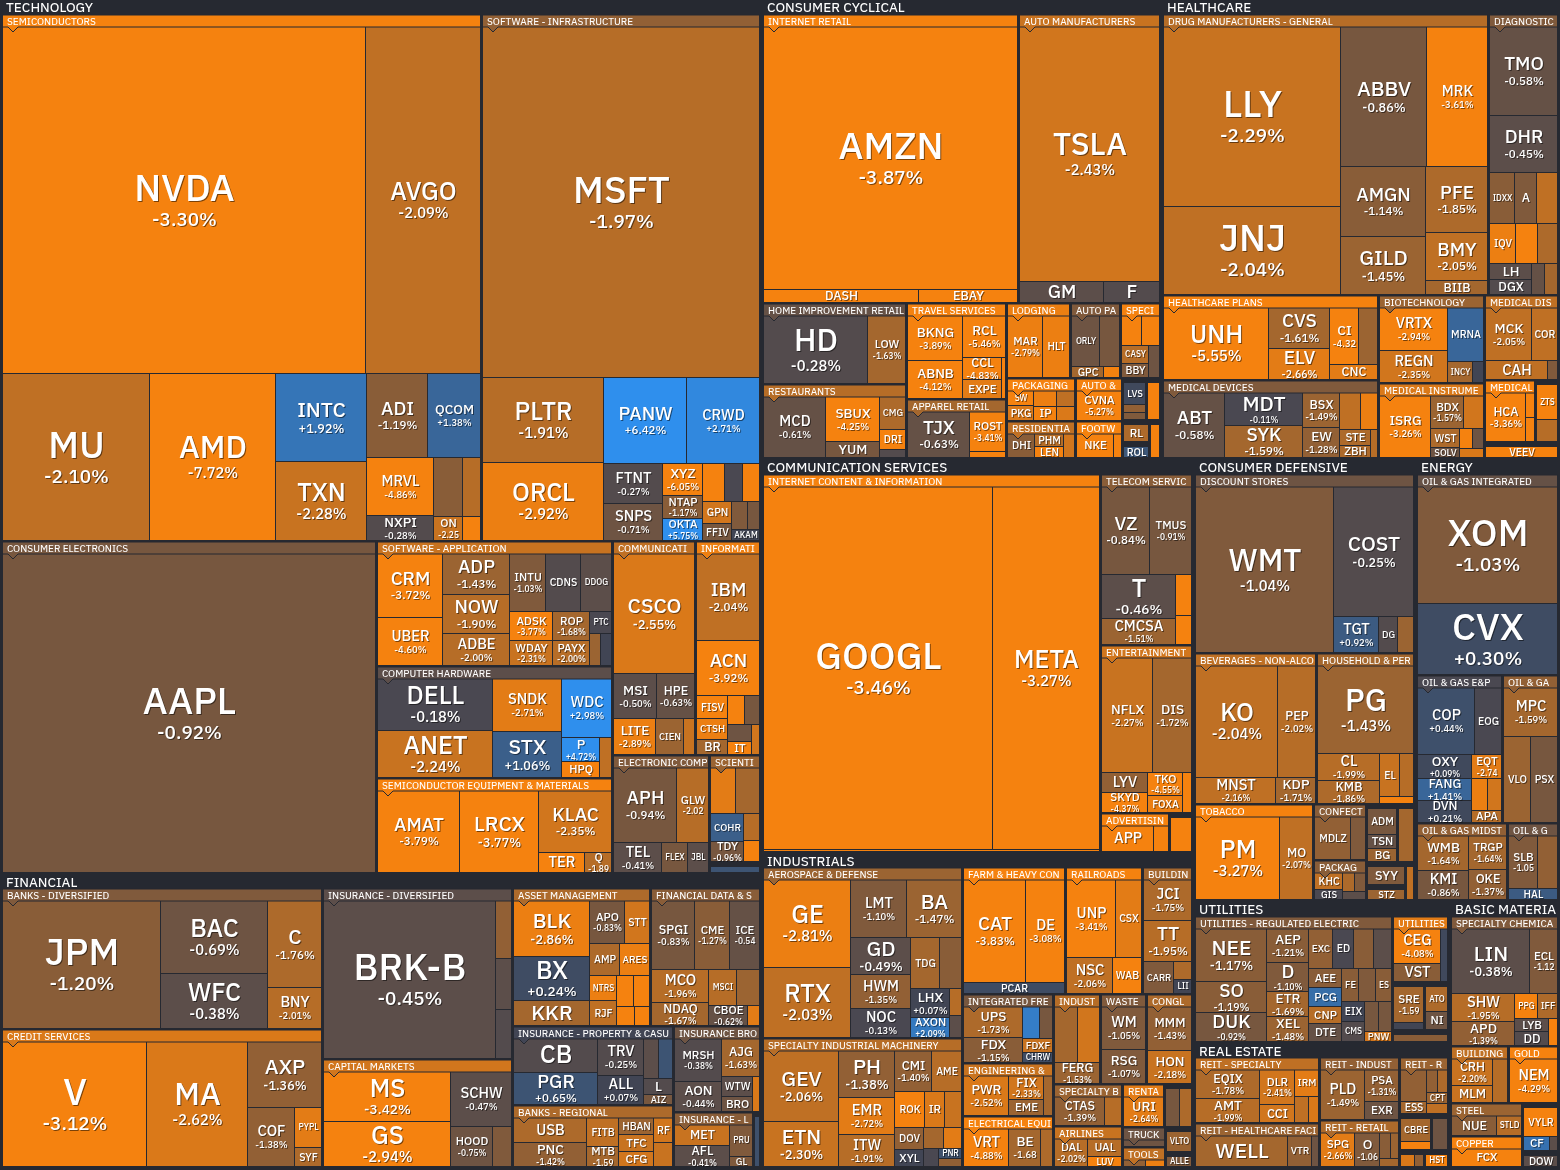 TECHNOLOGY
SEMICONDUCTORS
NVDA
-3.30%
AVGO
-2.09%
MU
-2.10%
AMD
-7.72%
INTC
+1.92%
TXN
-2.28%
ADI
-1.19%
QCOM
+1.38%
MRVL
-4.86%
NXPI
-0.28%
ON
-2.25
SOFTWARE - INFRASTRUCTURE
MSFT
-1.97%
PLTR
-1.91%
ORCL
-2.92%
PANW
+6.42%
CRWD
+2.71%
FTNT
-0.27%
SNPS
-0.71%
XYZ
-6.05%
NTAP
-1.17%
OKTA
+5.75%
GPN
FFIV
AKAM
CONSUMER ELECTRONICS
AAPL
-0.92%
SOFTWARE - APPLICATION
CRM
-3.72%
UBER
-4.60%
ADP
-1.43%
NOW
-1.90%
ADBE
-2.00%
INTU
-1.03%
CDNS
DDOG
ADSK
-3.77%
ROP
-1.68%
PTC
WDAY
-2.31%
PAYX
-2.00%
COMPUTER HARDWARE
DELL
-0.18%
ANET
-2.24%
SNDK
-2.71%
WDC
+2.98%
STX
+1.06%
P
+4.72%
HPQ
SEMICONDUCTOR EQUIPMENT & MATERIALS
AMAT
-3.79%
LRCX
-3.77%
KLAC
-2.35%
TER
Q
-1.89
COMMUNICATI
CSCO
-2.55%
MSI
-0.50%
HPE
-0.63%
LITE
-2.89%
CIEN
INFORMATI
IBM
-2.04%
ACN
-3.92%
FISV
CTSH
BR
IT
ELECTRONIC COMP
APH
-0.94%
GLW
-2.02
TEL
-0.41%
FLEX
JBL
SCIENTI
COHR
TDY
-0.96%
CONSUMER CYCLICAL
INTERNET RETAIL
AMZN
-3.87%
DASH
EBAY
AUTO MANUFACTURERS
TSLA
-2.43%
GM
F
HOME IMPROVEMENT RETAIL
HD
-0.28%
LOW
-1.63%
RESTAURANTS
MCD
-0.61%
SBUX
-4.25%
CMG
DRI
YUM
TRAVEL SERVICES
BKNG
-3.89%
RCL
-5.46%
ABNB
-4.12%
CCL
-4.83%
EXPE
APPAREL RETAIL
TJX
-0.63%
ROST
-3.41%
LODGING
MAR
-2.79%
HLT
PACKAGING
SW
PKG
IP
RESIDENTIA
DHI
PHM
LEN
AUTO PA
ORLY
GPC
AUTO &
CVNA
-5.27%
FOOTW
NKE
SPECI
CASY
BBY
LVS
RL
ROL
HEALTHCARE
DRUG MANUFACTURERS - GENERAL
LLY
-2.29%
JNJ
-2.04%
ABBV
-0.86%
MRK
-3.61%
AMGN
-1.14%
PFE
-1.85%
GILD
-1.45%
BMY
-2.05%
BIIB
DIAGNOSTIC
TMO
-0.58%
DHR
-0.45%
IDXX
A
IQV
LH
DGX
HEALTHCARE PLANS
UNH
-5.55%
CVS
-1.61%
ELV
-2.66%
CI
-4.32
CNC
BIOTECHNOLOGY
VRTX
-2.94%
REGN
-2.35%
MRNA
INCY
MEDICAL DIS
MCK
-2.05%
COR
CAH
MEDICAL DEVICES
ABT
-0.58%
MDT
-0.11%
SYK
-1.59%
BSX
-1.49%
EW
-1.28%
STE
ZBH
MEDICAL INSTRUME
ISRG
-3.26%
BDX
-1.57%
WST
SOLV
MEDICAL
HCA
-3.36%
ZTS
VEEV
COMMUNICATION SERVICES
INTERNET CONTENT & INFORMATION
GOOGL
-3.46%
META
-3.27%
TELECOM SERVIC
VZ
-0.84%
TMUS
-0.91%
T
-0.46%
CMCSA
-1.51%
ENTERTAINMENT
NFLX
-2.27%
DIS
-1.72%
LYV
TKO
-4.55%
SKYD
-4.37%
FOXA
ADVERTISIN
APP
CONSUMER DEFENSIVE
DISCOUNT STORES
WMT
-1.04%
COST
-0.25%
TGT
+0.92%
DG
BEVERAGES - NON-ALCO
KO
-2.04%
PEP
-2.02%
MNST
-2.16%
KDP
-1.71%
HOUSEHOLD & PER
PG
-1.43%
CL
-1.99%
KMB
-1.86%
EL
TOBACCO
PM
-3.27%
MO
-2.07%
CONFECT
MDLZ
PACKAG
KHC
GIS
ADM
TSN
BG
SYY
STZ
ENERGY
OIL & GAS INTEGRATED
XOM
-1.03%
CVX
+0.30%
OIL & GAS E&P
COP
+0.44%
EOG
OXY
+0.09%
EQT
-2.74
FANG
+1.41%
DVN
+0.21%
APA
OIL & GA
MPC
-1.59%
VLO
PSX
OIL & GAS MIDST
WMB
-1.64%
TRGP
-1.64%
KMI
-0.86%
OKE
-1.37%
OIL & G
SLB
-1.05
HAL
FINANCIAL
BANKS - DIVERSIFIED
JPM
-1.20%
BAC
-0.69%
WFC
-0.38%
C
-1.76%
BNY
-2.01%
CREDIT SERVICES
V
-3.12%
MA
-2.62%
AXP
-1.36%
COF
-1.38%
PYPL
SYF
INSURANCE - DIVERSIFIED
BRK-B
-0.45%
CAPITAL MARKETS
MS
-3.42%
GS
-2.94%
SCHW
-0.47%
HOOD
-0.75%
ASSET MANAGEMENT
BLK
-2.86%
BX
+0.24%
KKR
APO
-0.83%
STT
AMP
ARES
NTRS
RJF
FINANCIAL DATA & S
SPGI
-0.83%
CME
-1.27%
ICE
-0.54
MCO
-1.96%
MSCI
NDAQ
-1.67%
CBOE
-0.62%
INSURANCE - PROPERTY & CASU
CB
PGR
+0.65%
TRV
-0.25%
ALL
+0.07%
L
AIZ
BANKS - REGIONAL
USB
PNC
-1.42%
FITB
MTB
-1.59
HBAN
RF
TFC
CFG
INSURANCE BRO
MRSH
-0.38%
AJG
-1.63%
AON
-0.44%
WTW
BRO
INSURANCE - L
MET
AFL
-0.41%
PRU
GL
INDUSTRIALS
AEROSPACE & DEFENSE
GE
-2.81%
RTX
-2.03%
LMT
-1.10%
BA
-1.47%
GD
-0.49%
TDG
HWM
-1.35%
NOC
-0.13%
LHX
+0.07%
AXON
+2.09%
SPECIALTY INDUSTRIAL MACHINERY
GEV
-2.06%
ETN
-2.30%
PH
-1.38%
CMI
-1.40%
AME
EMR
-2.72%
ITW
-1.91%
ROK
IR
DOV
XYL
PNR
FARM & HEAVY CON
CAT
-3.83%
DE
-3.08%
PCAR
RAILROADS
UNP
-3.41%
CSX
NSC
-2.06%
WAB
BUILDIN
JCI
-1.75%
TT
-1.95%
CARR
LII
INTEGRATED FRE
UPS
-1.73%
FDX
-1.15%
FDXF
CHRW
INDUST
FERG
-1.53%
WASTE
WM
-1.05%
RSG
-1.07%
CONGL
MMM
-1.43%
HON
-2.18%
ENGINEERING &
PWR
-2.52%
FIX
-2.33%
EME
ELECTRICAL EQUI
VRT
-4.88%
BE
-1.68
SPECIALTY B
CTAS
-1.39%
AIRLINES
DAL
-2.02%
UAL
LUV
RENTA
URI
-2.64%
TRUCK
TOOLS
VLTO
ALLE
UTILITIES
UTILITIES - REGULATED ELECTRIC
NEE
-1.17%
SO
-1.19%
DUK
-0.92%
AEP
-1.21%
D
-1.10%
ETR
-1.69%
XEL
-1.48%
EXC
ED
AEE
FE
ES
PCG
CNP
EIX
DTE
CMS
PNW
UTILITIES
CEG
-4.08%
VST
SRE
-1.59
ATO
NI
REAL ESTATE
REIT - SPECIALTY
EQIX
-1.78%
AMT
-1.99%
DLR
-2.41%
IRM
CCI
REIT - HEALTHCARE FACI
WELL
VTR
REIT - INDUST
PLD
-1.49%
PSA
-1.31%
EXR
REIT - RETAIL
SPG
-2.66%
O
-1.06
REIT - R
CPT
ESS
CBRE
HST
BASIC MATERIA
SPECIALTY CHEMICA
LIN
-0.38%
ECL
-1.12
SHW
-1.95%
PPG
IFF
APD
-1.39%
LYB
DD
BUILDING
CRH
-2.20%
MLM
GOLD
NEM
-4.29%
STEEL
NUE
STLD
COPPER
FCX
VYLR
CF
DOW